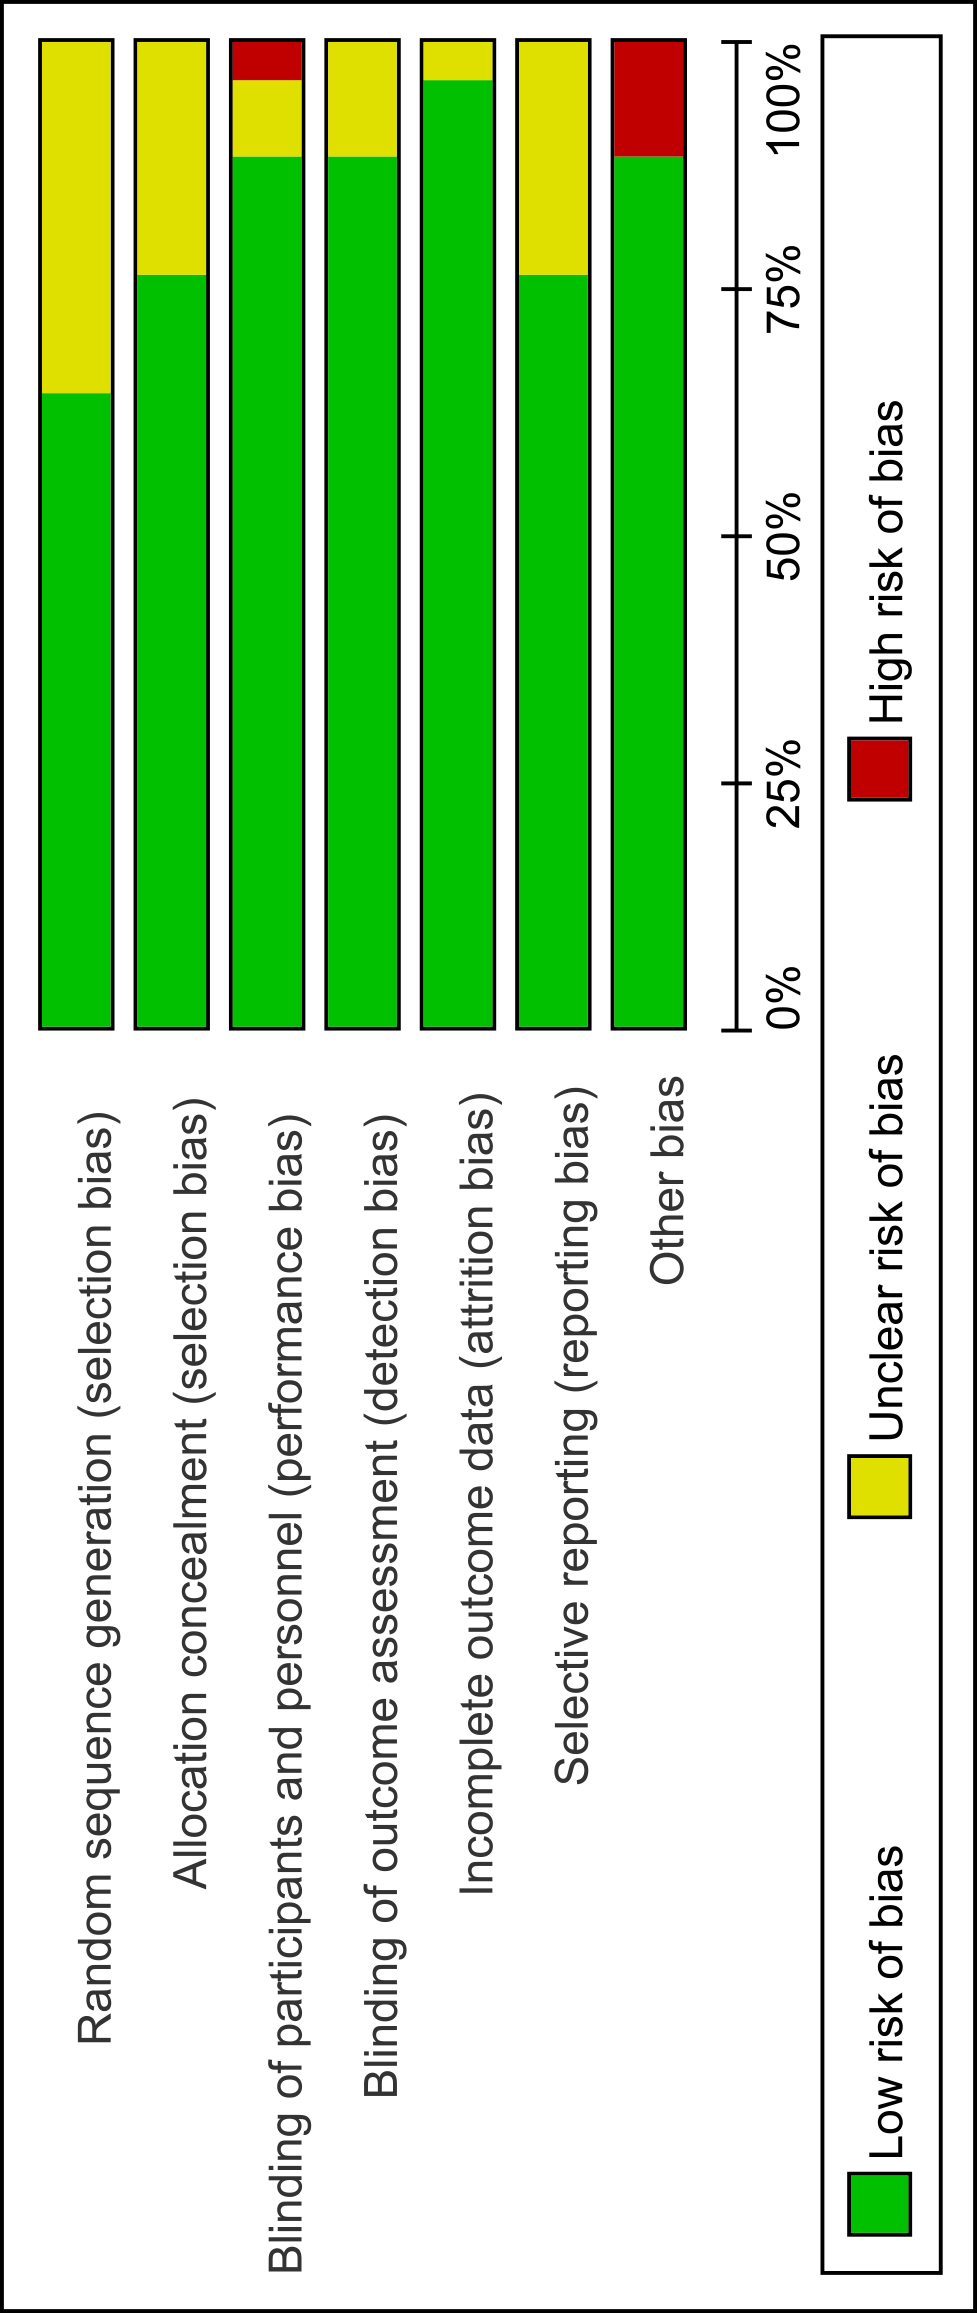 Random sequence generation (selection bias)
Allocation concealment (selection bias)
Blinding of participants and personnel (performance bias)
Blinding of outcome assessment (detection bias)
Incomplete outcome data (attrition bias)
Selective reporting (reporting bias)
Other bias
0% 25% 50% 75% 100%
Low risk of bias Unclear risk of bias High risk of bias